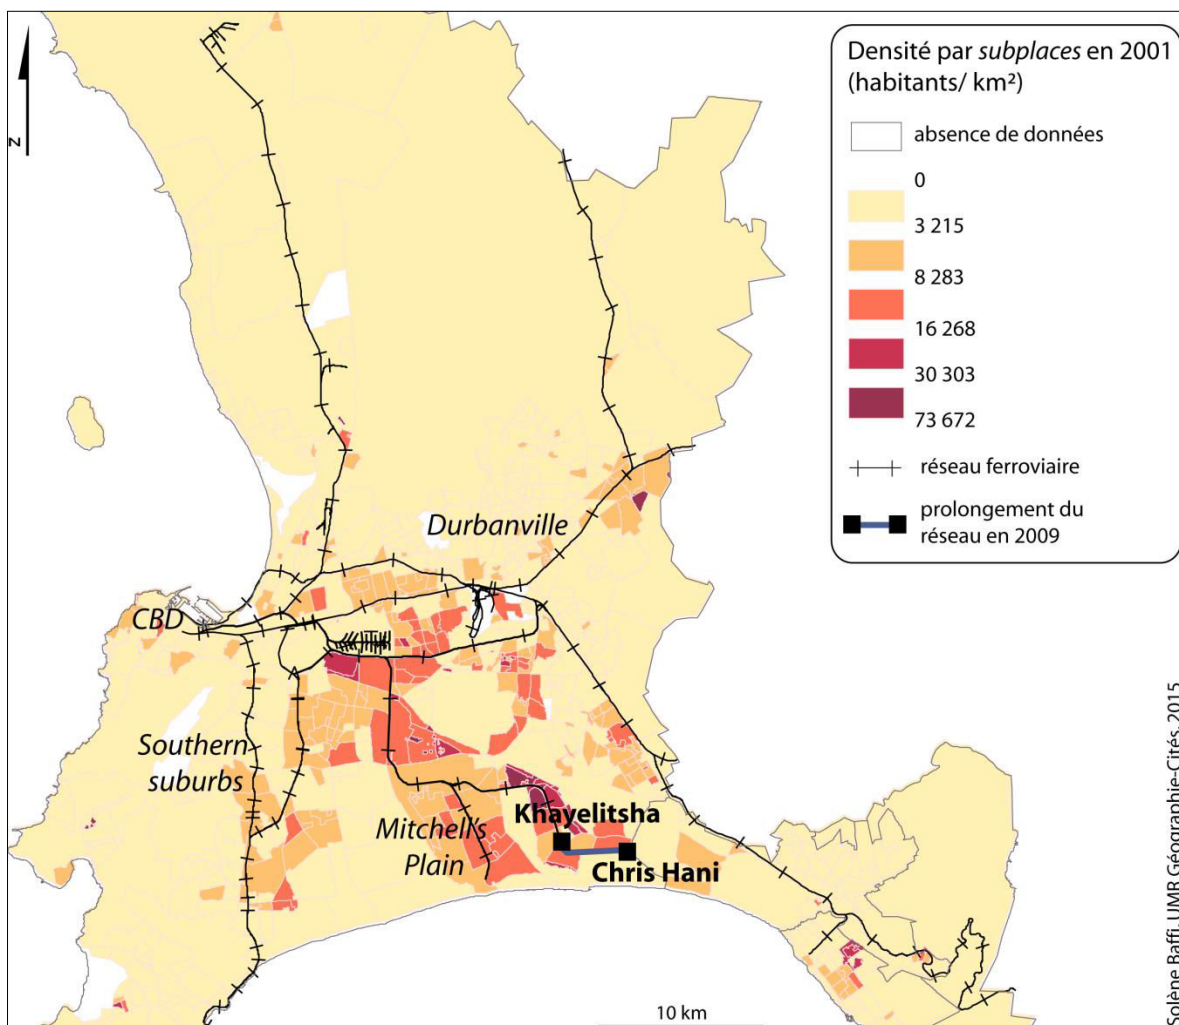 Densité par subplaces en 2001
(habitants/ km²)
absence de données
0
3 215
8 283
16 268
30 303
73 672
réseau ferroviaire
prolongement du
réseau en 2009
N
Durbanville
CBD
Southern
suburbs
Mitchell's
Plain
Khayelitsha
Chris Hani
10 km
Solène Baffi, UMR Géographie-Cités, 2015